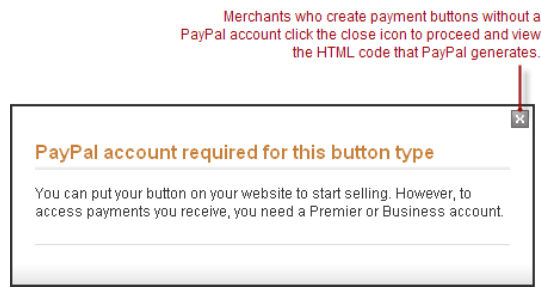 Merchants who create payment buttons without a
PayPal account click the close icon to proceed and view
the HTML code that PayPal generates.
PayPal account required for this button type
You can put your button on your website to start selling. However, to
access payments you receive, you need a Premier or Business account.